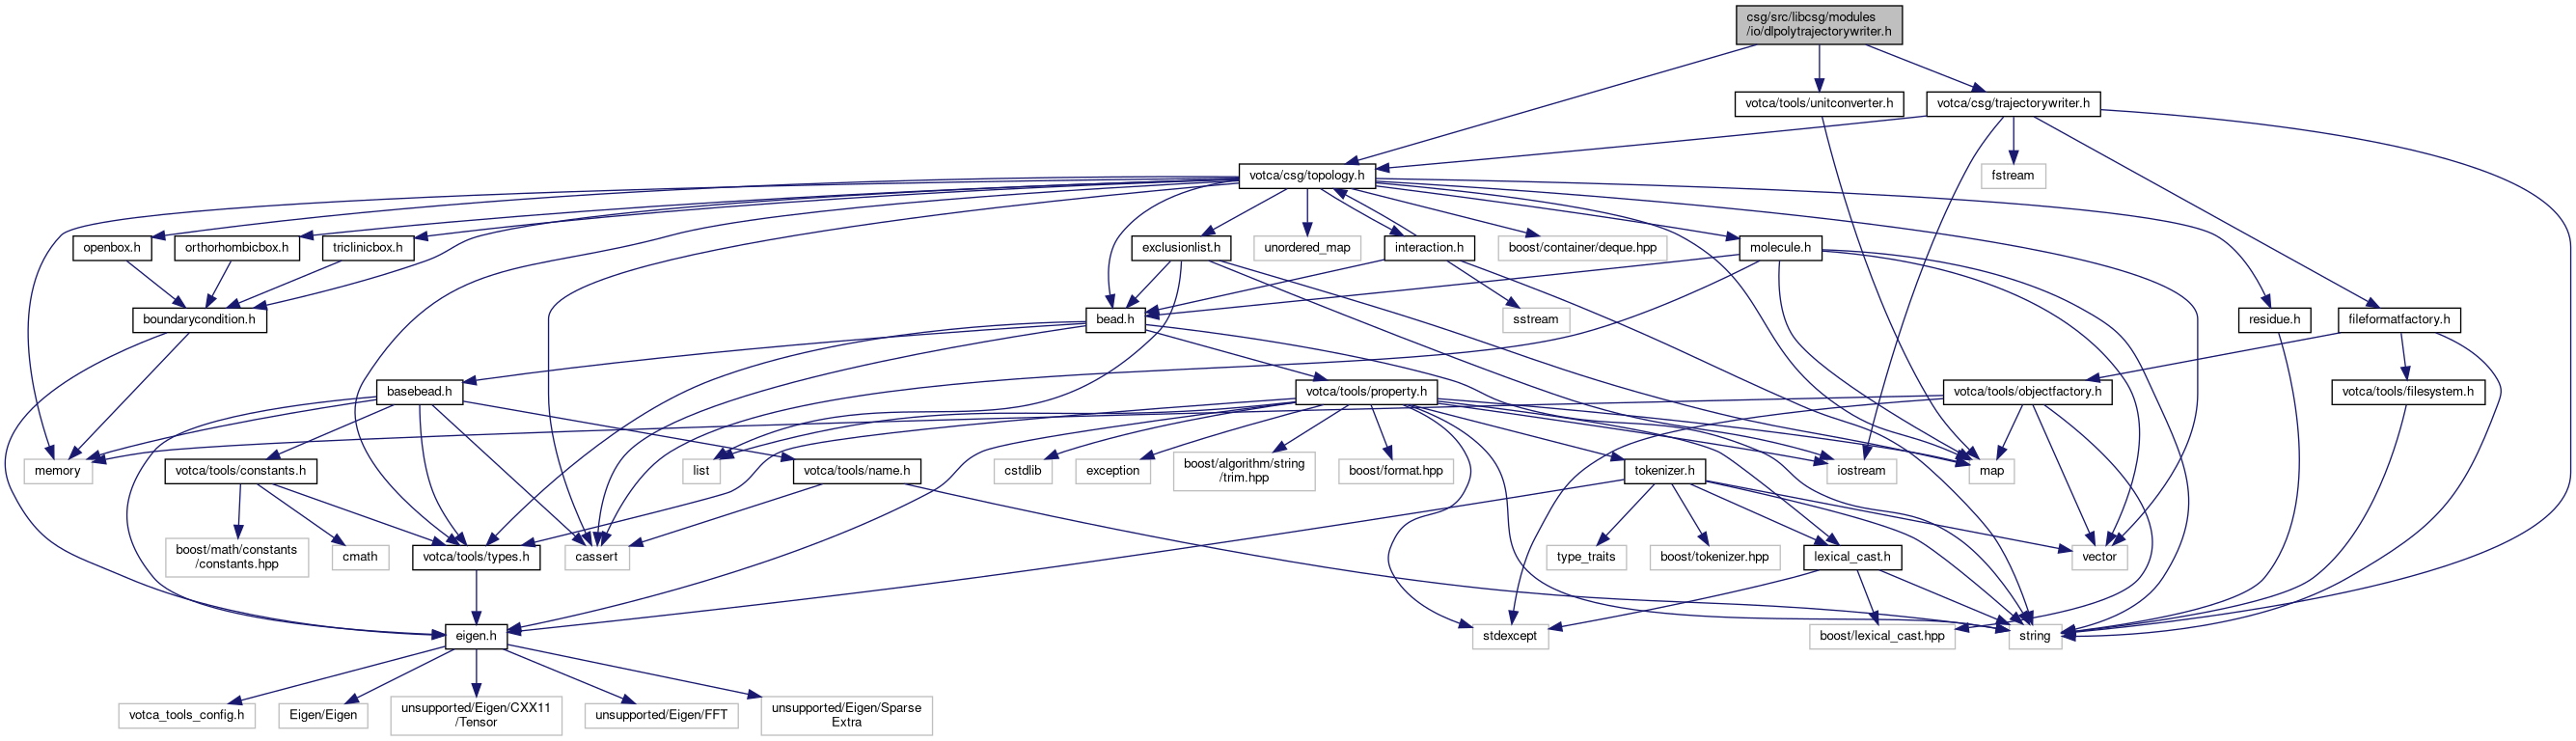 csg/src/libcsg/modules
/io/dlpolytrajectorywriter.h
votca/tools/unitconverter.h
votca/csg/trajectorywriter.h
votca/csg/topology.h
fstream
openbox.h
orthorhombicbox.h
triclinicbox.h
exclusionlist.h
unordered_map
interaction.h
boost/container/deque.hpp
molecule.h
boundarycondition.h
bead.h
sstream
residue.h
fileformatfactory.h
basebead.h
votca/tools/property.h
votca/tools/objectfactory.h
votca/tools/filesystem.h
memory
votca/tools/constants.h
list
votca/tools/name.h
cstdlib
exception
boost/algorithm/string
/trim.hpp
boost/format.hpp
tokenizer.h
iostream
map
boost/math/constants
/constants.hpp
cmath
votca/tools/types.h
cassert
type_traits
boost/tokenizer.hpp
lexical_cast.h
vector
eigen.h
stdexcept
boost/lexical_cast.hpp
string
votca_tools_config.h
Eigen/Eigen
unsupported/Eigen/CXX11
/Tensor
unsupported/Eigen/FFT
unsupported/Eigen/Sparse
Extra